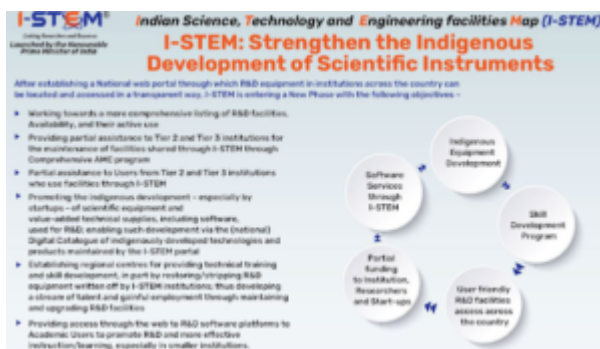 I-STEM
Linking Researchers and Resources
Launched by the Honourable
Prime Minister of India
Indian Science, Technology and Engineering facilities Map (I-STEM)
I-STEM: Strengthen the Indigenous
Development of Scientific Instruments
After establishing a National web portal through which R&D equipment in institutions across the country can
be located and accessed in a transparent way, I-STEM is entering a New Phase with the following objectives -
Working towards a more comprehensive listing of R&D facilities,
Availability, and their active use
Providing partial assistance to Tier 2 and Tier 3 institutions for
the maintenance of facilities shared through I-STEM through
Comprehensive AMC program
Partial assistance to Users from Tier 2 and Tier 3 institutions
who use facilities through I-STEM
Promoting the indigenous development - especially by
startups - of scientific equipment and
value-added technical supplies, including software,
used for R&D, enabling such development via the (national)
Digital Catalogue of indigenously developed technologies and
products maintained by the I-STEM portal
Establishing regional centres for providing technical training
and skill development, in part by restoring/stripping R&D
equipment written off by I-STEM institutions, thus developing
a stream of talent and gainful employment through maintaining
and upgrading R&D facilities
Providing access through the web to R&D software platforms to
Academic Users to promote R&D and more effective
instruction/learning, especially in smaller institutions.
Indigenous
Equipment
Development
Skill
Development
Program
User friendly
R&D facilities
access across
the country
Partial
funding
to Institution,
Researchers
and Start-ups
Software
Services
through
I-STEM